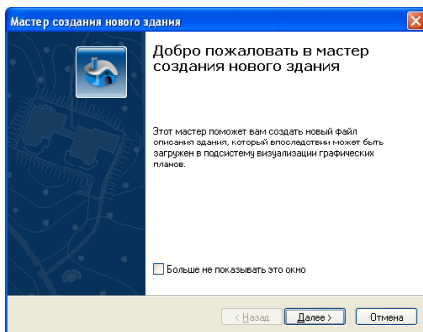 Мастер создания нового здания
Добро пожаловать в мастер
создания нового здания
Этот мастер поможет вам создать новый файл
описания здания, который впоследствии может быть
загружен в подсистему визуализации графических
планов.
Больше не показывать это окно
< Назад
Далее >
Отмена